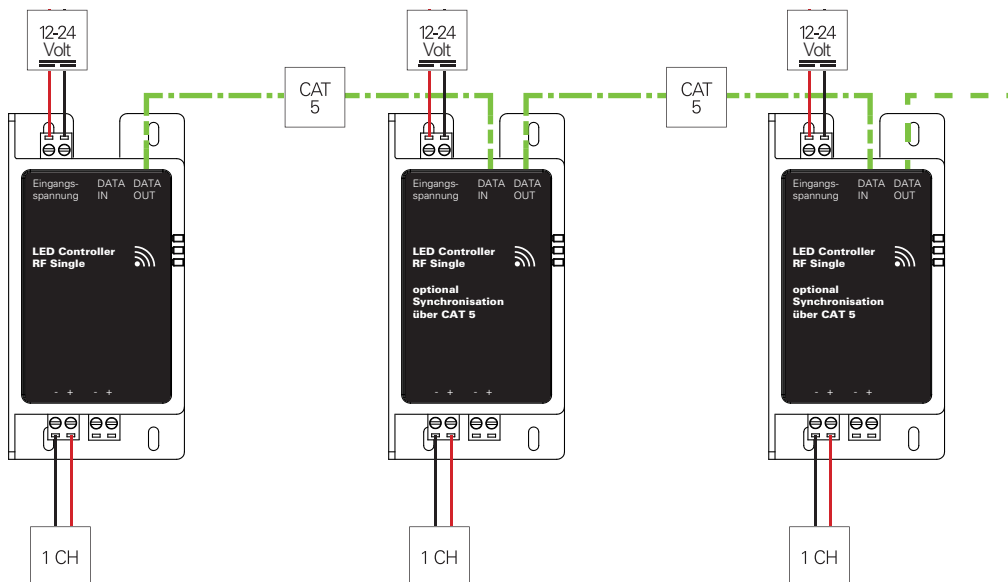 12-24
Volt
12-24
Volt
12-24
Volt
CAT
5
CAT
5
Eingangs-
spannung
DATA
IN
DATA
OUT
LED Controller
RF Single
- + - +
1 CH
Eingangs-
spannung
DATA
IN
DATA
OUT
LED Controller
RF Single
optional
Synchronisation
über CAT 5
- + - +
1 CH
Eingangs-
spannung
DATA
IN
DATA
OUT
LED Controller
RF Single
optional
Synchronisation
über CAT 5
- + - +
1 CH